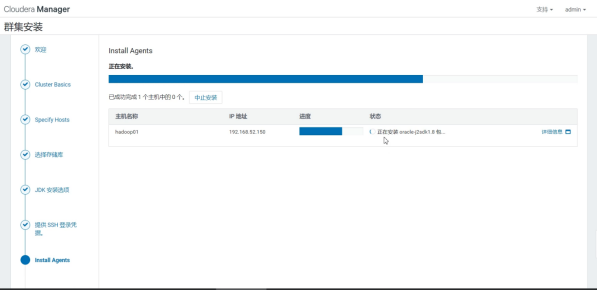 Cloudera Manager
支持
admin
群集安装
欢迎
Cluster Basics
Specify Hosts
选择存储库
JDK 安装选项
提供 SSH 登录凭
据。
Install Agents
Install Agents
正在安装。
已成功完成 1 个主机中的 0 个。 中止安装
主机名称 IP 地址 进度 状态
hadoop01 192.168.52.150 正在安装 oracle-j2sdk1.8 包... 详细信息